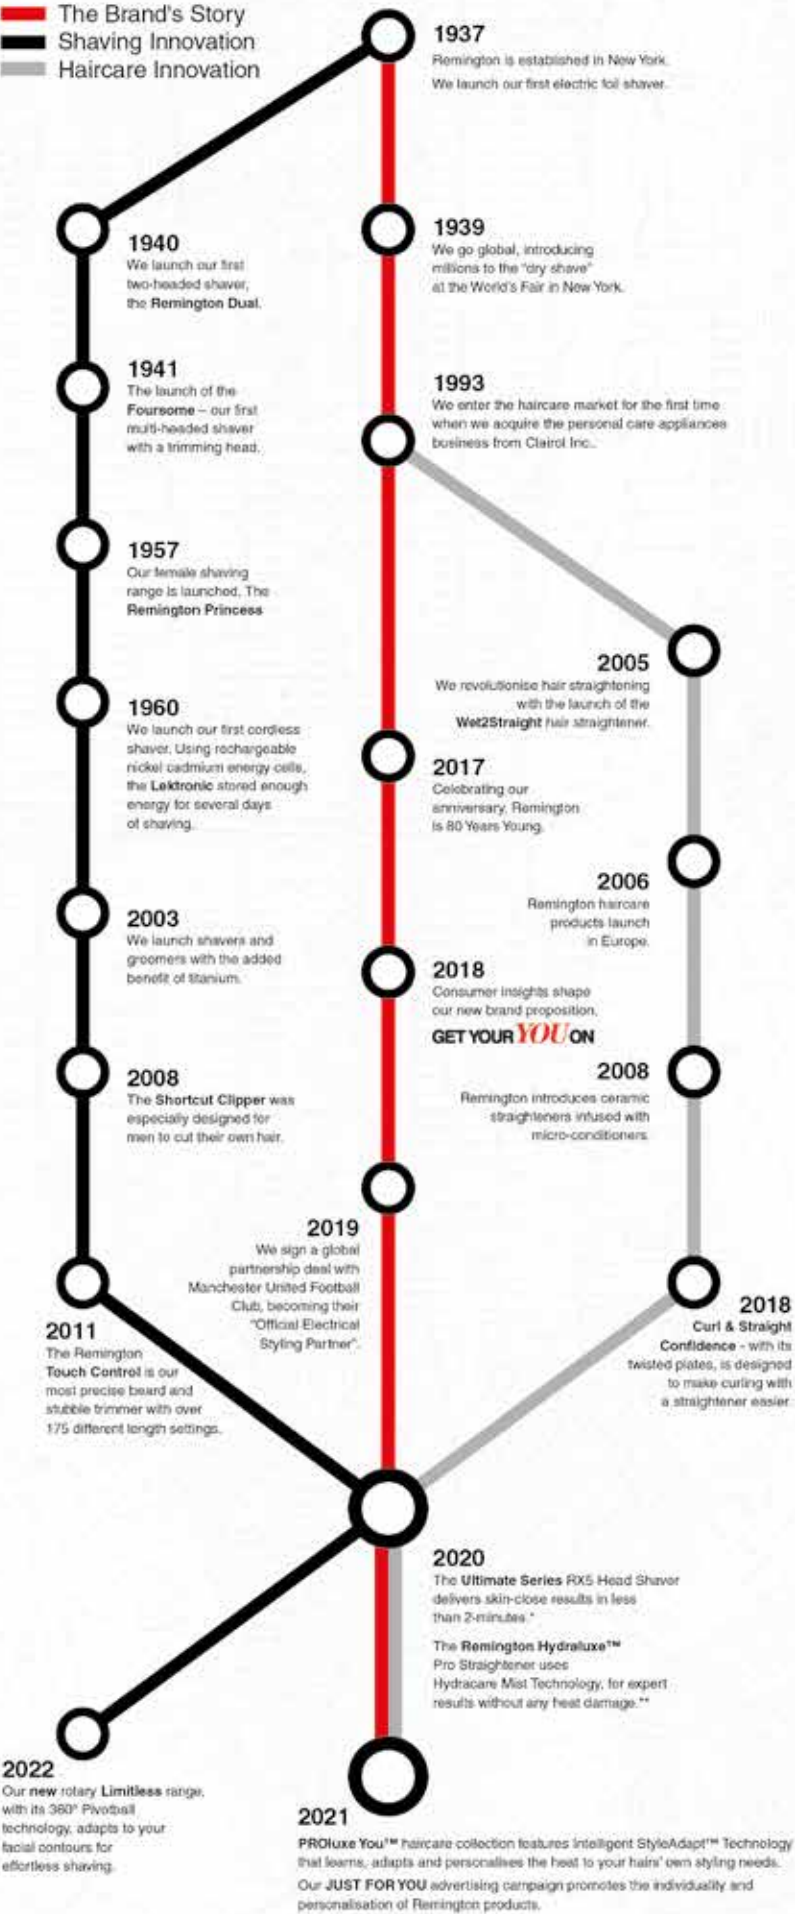 The Brand's Story
Shaving Innovation
Haircare Innovation
1937
Remington is established in New York.
We launch our first electric foil shaver.
1939
We go global, introducing
millions to the "dry shave"
at the World's Fair in New York.
1940
We launch our first
two-headed shaver,
the Remington Dual.
1941
The launch of the
Foursome – our first
multi-headed shaver
with a trimming head.
1993
We enter the haircare market for the first time
when we acquire the personal care appliances
business from Clairol Inc..
1957
Our female shaving
range is launched, The
Remington Princess
1960
We launch our first cordless
shaver. Using rechargeable
nickel cadmium energy cells,
the Lektronic stored enough
energy for several days
of shaving.
2005
We revolutionise hair straightening
with the launch of the
Wet2Straight hair straightener.
2017
Celebrating our
anniversary, Remington
is 80 Years Young.
2006
Remington haircare
products launch
in Europe.
2003
We launch shavers and
groomers with the added
benefit of titanium.
2018
Consumer insights shape
our new brand proposition,
GET YOUR YOU ON
2008
The Shortcut Clipper was
especially designed for
men to cut their own hair.
2008
Remington introduces ceramic
straighteners infused with
micro-conditioners.
2019
We sign a global
partnership deal with
Manchester United Football
Club, becoming their
"Official Electrical
Styling Partner".
2011
The Remington
Touch Control is our
most precise beard and
stubble trimmer with over
175 different length settings.
2018
Curl & Straight
Confidence - with its
twisted plates, is designed
to make curling with
a straightener easier.
2020
The Ultimate Series RX5 Head Shaver
delivers skin-close results in less
than 2-minutes.*
The Remington Hydraluxe™
Pro Straightener uses
Hydracare Mist Technology, for expert
results without any heat damage.**
2022
Our new rotary Limitless range,
with its 360° Pivotball
technology, adapts to your
facial contours for
effortless shaving.
2021
PROluxe You™ haircare collection features Intelligent StyleAdapt™ Technology
that learns, adapts and personalises the heat to your hairs' own styling needs.
Our JUST FOR YOU advertising campaign promotes the individuality and
personalisation of Remington products.